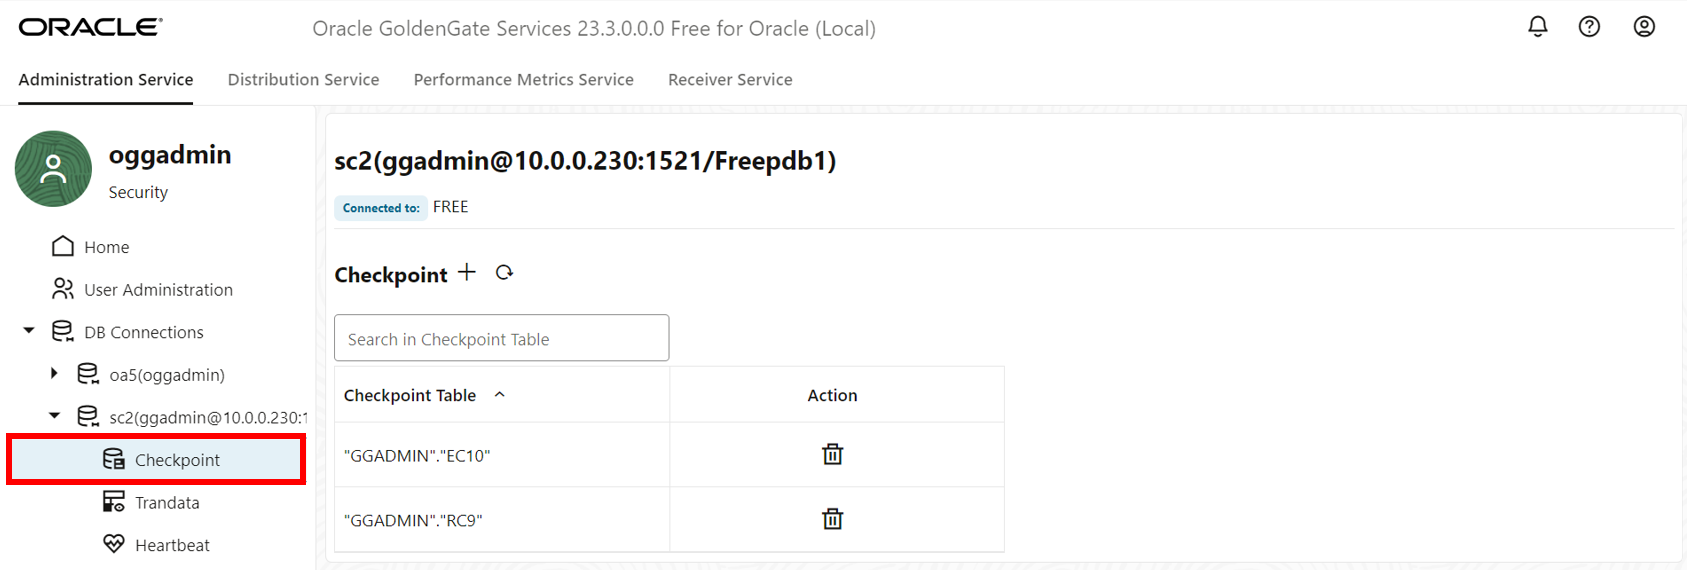 ORACLE®
Oracle GoldenGate Services 23.3.0.0.0 Free for Oracle (Local)
Administration Service
Distribution Service
Performance Metrics Service
Receiver Service
oggadmin
Security
Home
User Administration
DB Connections
oa5(oggadmin)
sc2(ggadmin@10.0.0.230:1
Checkpoint
Trandata
Heartbeat
sc2(ggadmin@10.0.0.230:1521/Freepdb1)
Connected to: FREE
Checkpoint
Search in Checkpoint Table
Checkpoint Table
Action
"GGADMIN"."EC10"
"GGADMIN"."RC9"